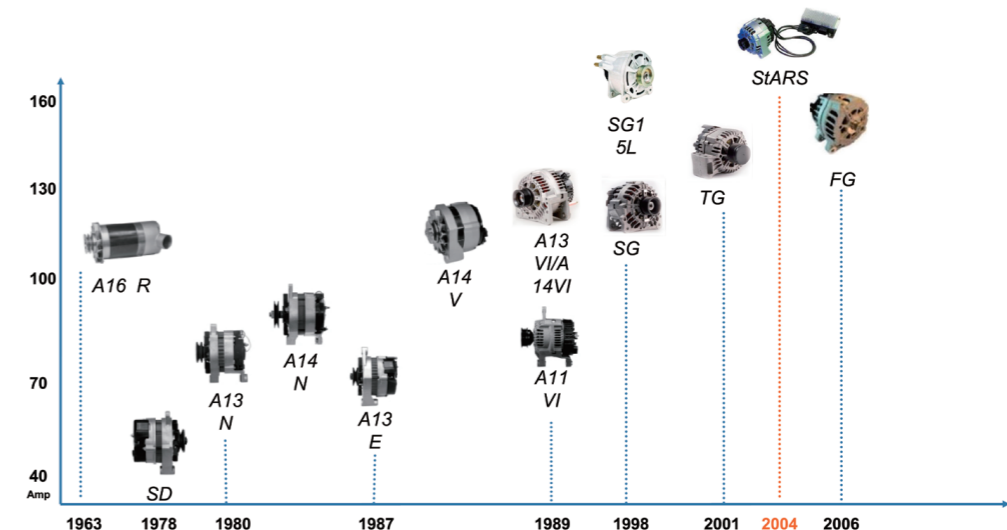 StARS
160
SG1
5L
130
FG
TG
A13
VI/A
14VI
SG
100
A16 R
A14
V
A14
N
70
A11
VI
A13
N
A13
E
40
Amp
SD
1963
1978
1980
1987
1989
1998
2001
2004
2006